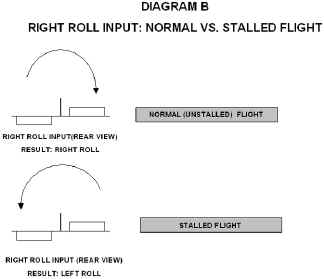 DIAGRAM B
RIGHT ROLL INPUT: NORMAL VS. STALLED FLIGHT
NORMAL (UNSTALLED) FLIGHT
RIGHT ROLL INPUT(REAR VIEW)
RESULT: RIGHT ROLL
STALLED FLIGHT
RIGHT ROLL INPUT (REAR VIEW)
RESULT: LEFT ROLL